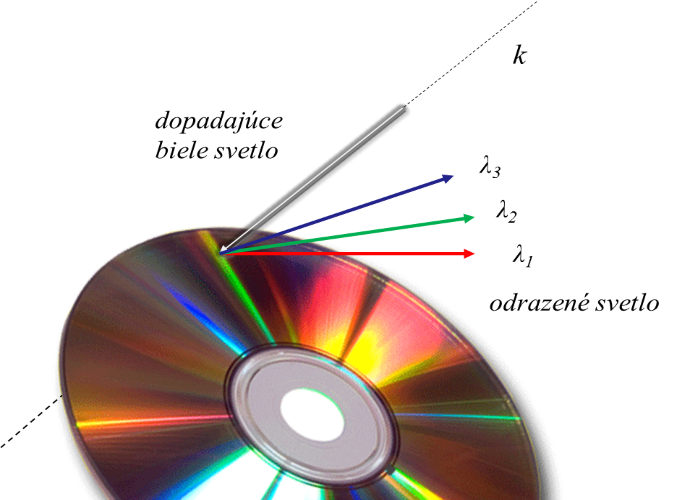 k
dopadajúce
biele svetlo
λ3
λ2
λ1
odrazené svetlo